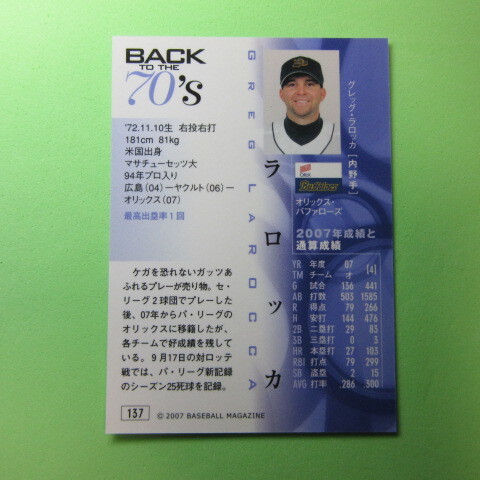 BACK
TO THE
70's
'72.11.10生 右投右打
181cm 81kg
米国出身
マサチューセッツ大
94年プロ入り
広島(04)ーヤクルト(06)ー
オリックス(07)
最高出塁率1回
ケガを恐れないガッツあ
ふれるプレーが売り物。セ・
リーグ2球団でプレーした
後、07年からパ・リーグの
オリックスに移籍したが、
各チームで好成績を残して
いる。9月17日の対ロッテ
戦では、パ・リーグ新記録
のシーズン25死球を記録。
137
© 2007 BASEBALL MAGAZINE
GREG LAROCCA
ラロッカ
グレッグ・ラロッカ [内野手]
ORIX
Buffaloes
オリックス・
バファローズ
2007年成績と
通算成績
YR 年度 07 [4]
TM チーム オ
G 試合 136 441
AB 打数 503 1585
R 得点 79 266
H 安打 144 476
2B 二塁打 29 83
3B 三塁打 0 3
HR 本塁打 27 103
RBI 打点 79 299
SB 盗塁 2 15
AVG 打率 .286 .300